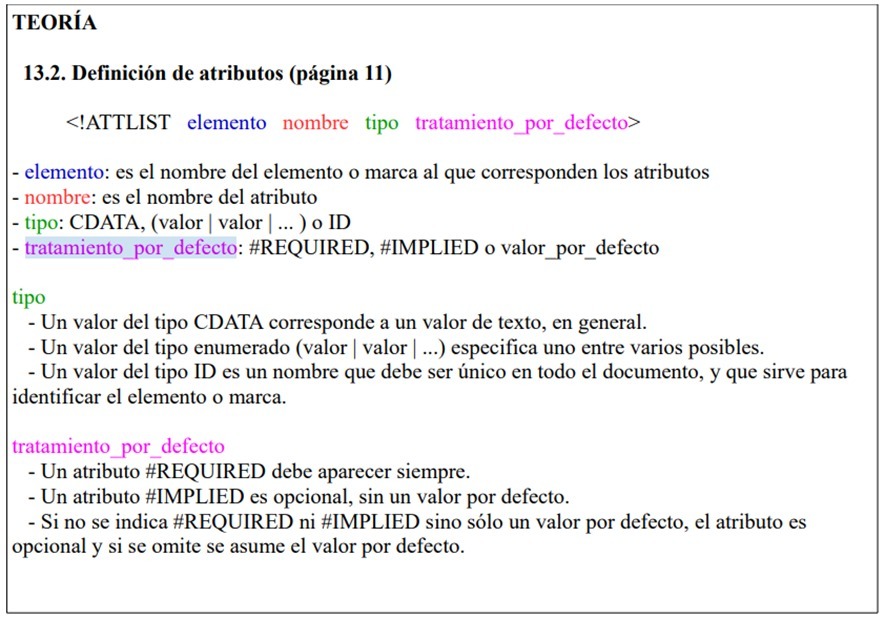 TEORÍA
13.2. Definición de atributos (página 11)
<!ATTLIST elemento nombre tipo tratamiento_por_defecto>
- elemento: es el nombre del elemento o marca al que corresponden los atributos
- nombre: es el nombre del atributo
- tipo: CDATA, (valor | valor | ... ) o ID
- tratamiento_por_defecto: #REQUIRED, #IMPLIED o valor_por_defecto
tipo
- Un valor del tipo CDATA corresponde a un valor de texto, en general.
- Un valor del tipo enumerado (valor | valor | ...) especifica uno entre varios posibles.
- Un valor del tipo ID es un nombre que debe ser único en todo el documento, y que sirve para
identificar el elemento o marca.
tratamiento_por_defecto
- Un atributo #REQUIRED debe aparecer siempre.
- Un atributo #IMPLIED es opcional, sin un valor por defecto.
- Si no se indica #REQUIRED ni #IMPLIED sino sólo un valor por defecto, el atributo es
opcional y si se omite se asume el valor por defecto.